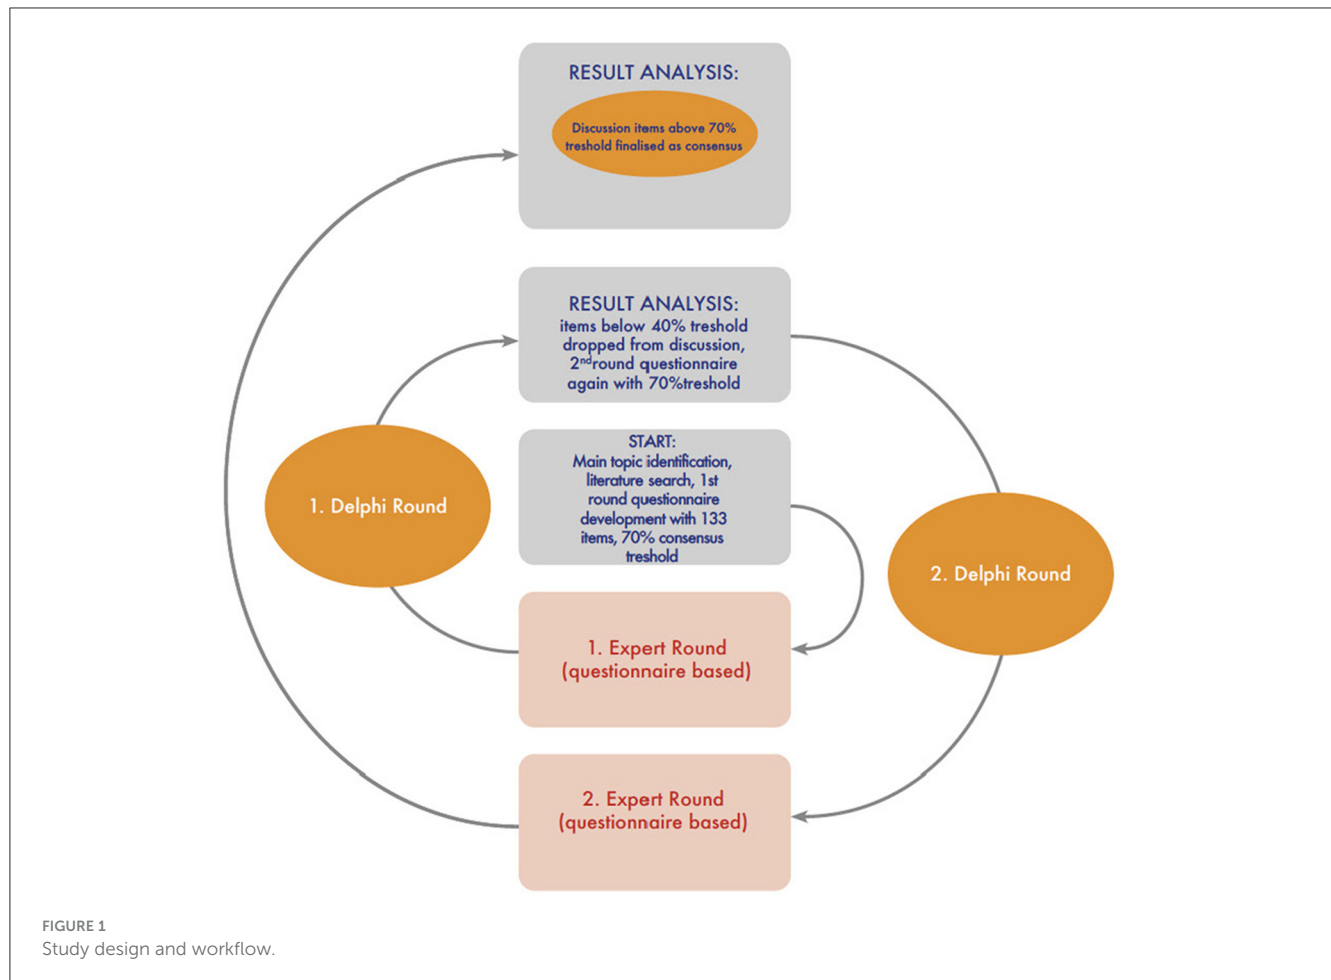 RESULT ANALYSIS:
Discussion items above 70%
treshold finalised as consensus
RESULT ANALYSIS:
items below 40% treshold
dropped from discussion,
2nd round questionnaire
again with 70%treshold
START:
Main topic identification,
literature search, 1st
round questionnaire
development with 133
items, 70% consensus
treshold
1. Delphi Round
2. Delphi Round
1. Expert Round
(questionnaire based)
2. Expert Round
(questionnaire based)
FIGURE 1
Study design and workflow.